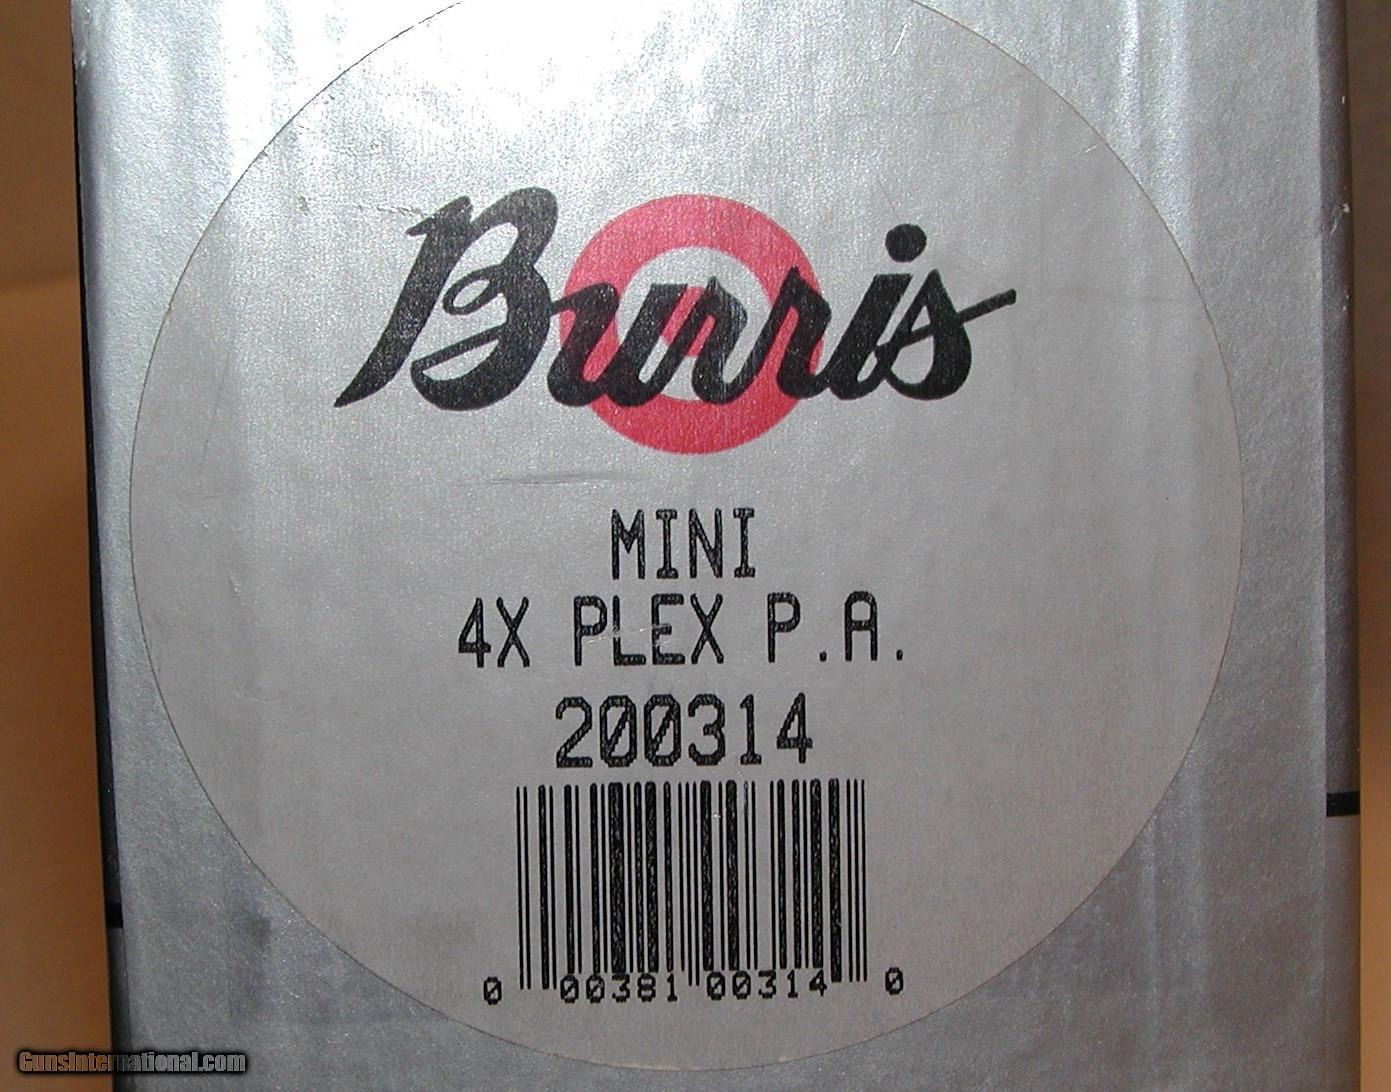 Burris
MINI
4X PLEX P.A.
200314
0 00381 00314 0
GunsInternational.com